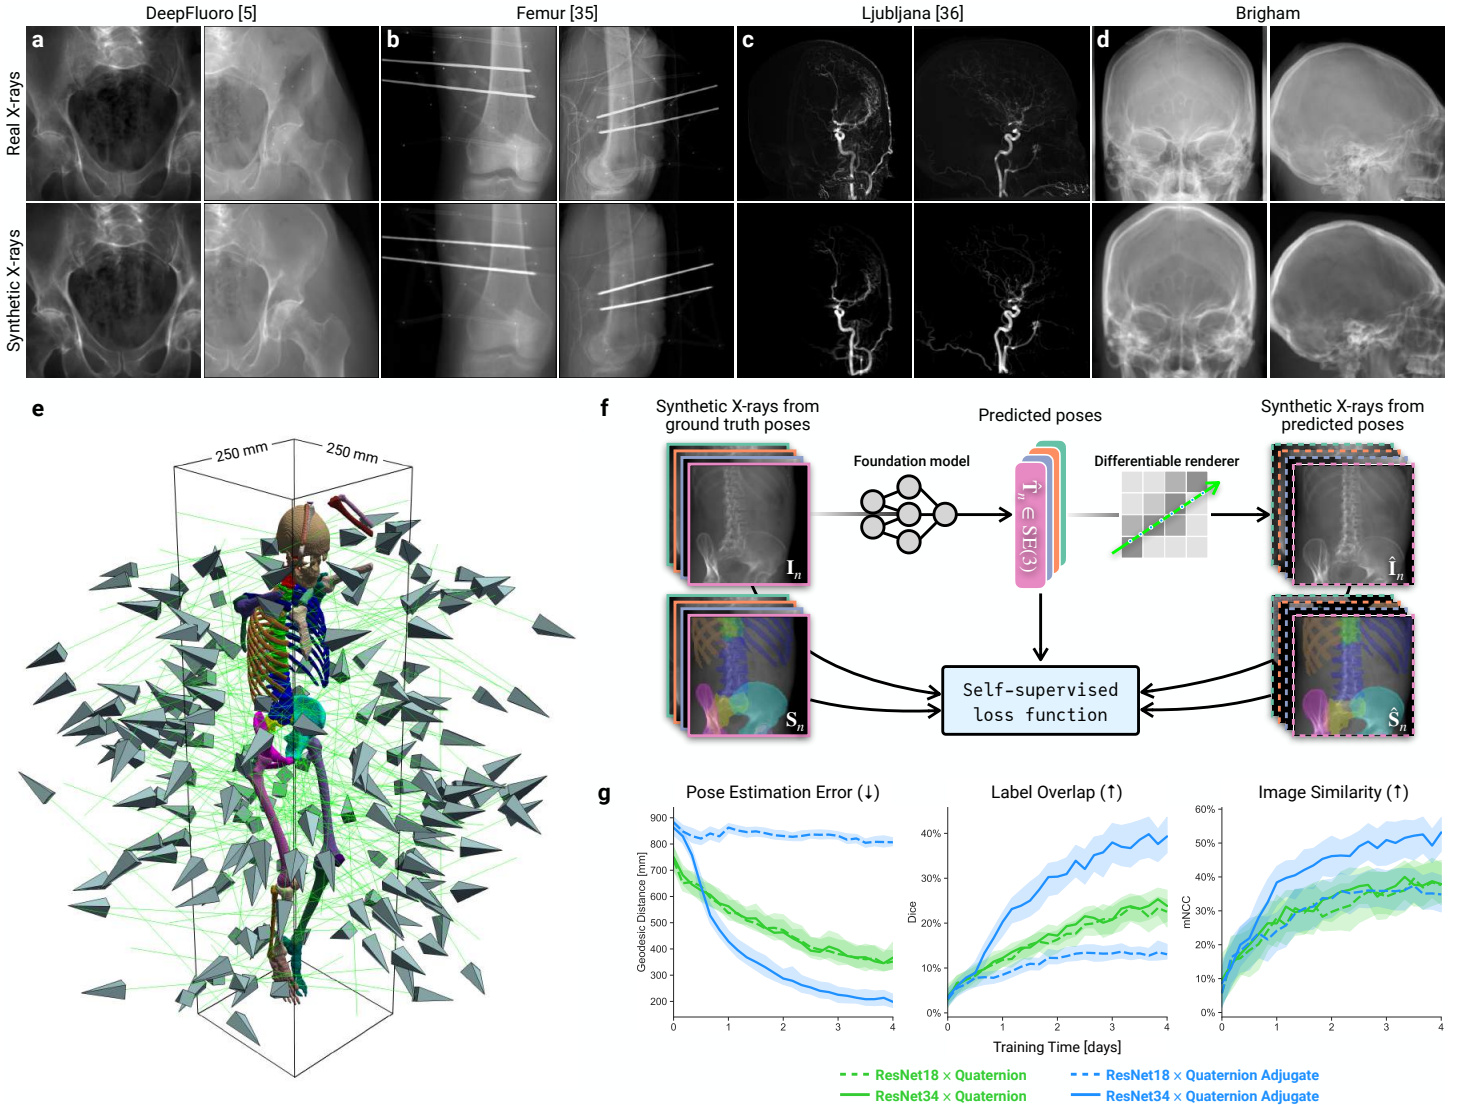 DeepFluoro [5]
Femur [35]
Ljubljana [36]
Brigham
Real X-rays
a
b
c
d
Synthetic X-rays
e
250 mm
250 mm
f
Synthetic X-rays from
ground truth poses
Predicted poses
Synthetic X-rays from
predicted poses
Foundation model
Differentiable renderer
I_n
T̂_n ∈ SE(3)
Î_n
S_n
Self-supervised
loss function
Ŝ_n
g
Pose Estimation Error (↓)
Label Overlap (↑)
Image Similarity (↑)
Geodesic Distance [mm]
900
800
700
600
500
400
300
200
0
1
2
3
4
Dice
40%
30%
20%
10%
0%
0
1
2
3
4
mNCC
60%
50%
40%
30%
20%
10%
0%
0
1
2
3
4
Training Time [days]
ResNet18 × Quaternion
ResNet18 × Quaternion Adjugate
ResNet34 × Quaternion
ResNet34 × Quaternion Adjugate